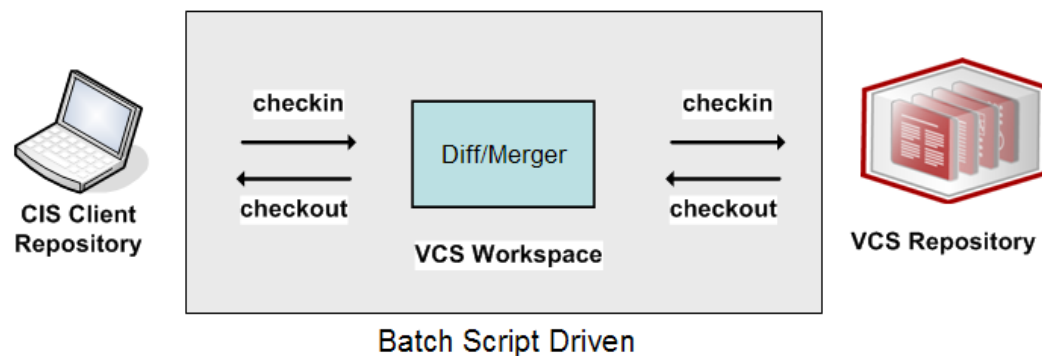 checkin
checkin
Diff/Merger
checkout
checkout
CIS Client
Repository
VCS Workspace
VCS Repository
Batch Script Driven